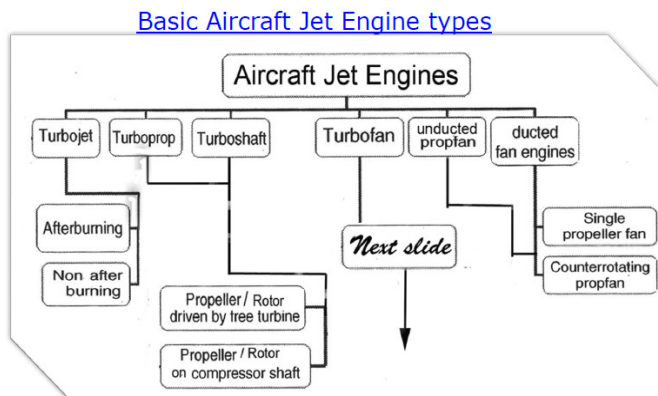 Basic Aircraft Jet Engine types
Aircraft Jet Engines
Turbojet
Turboprop
Turboshaft
Turbofan
unducted
propfan
ducted
fan engines
Afterburning
Non after
burning
Next slide
Single
propeller fan
Counterrotating
propfan
Propeller / Rotor
driven by tree turbine
Propeller / Rotor
on compressor shaft